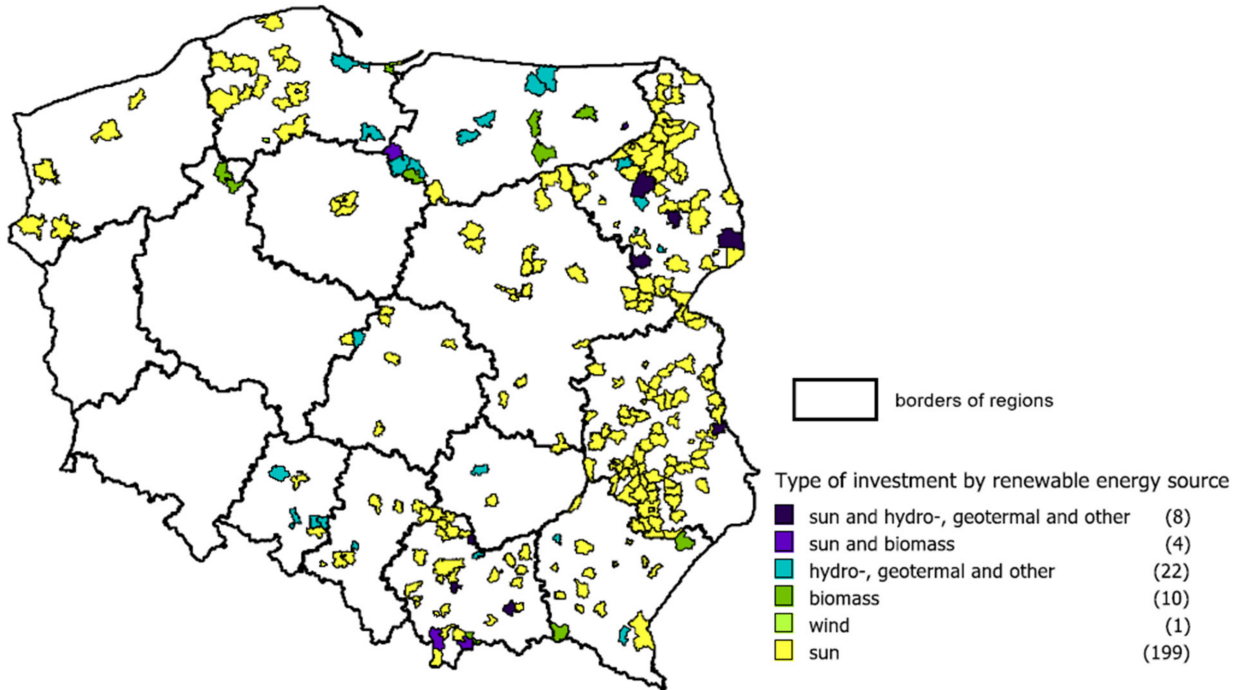 borders of regions
Type of investment by renewable energy source
sun and hydro-, geotermal and other (8)
sun and biomass (4)
hydro-, geotermal and other (22)
biomass (10)
wind (1)
sun (199)